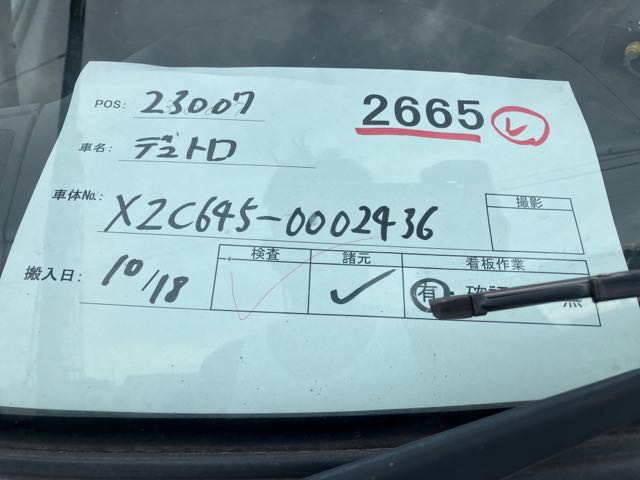 POS: 23007 2665 レ
車名: デュトロ
車体No.: XZC645-0002436 撮影
搬入日: 10/18 検査 諸元 看板作業
有